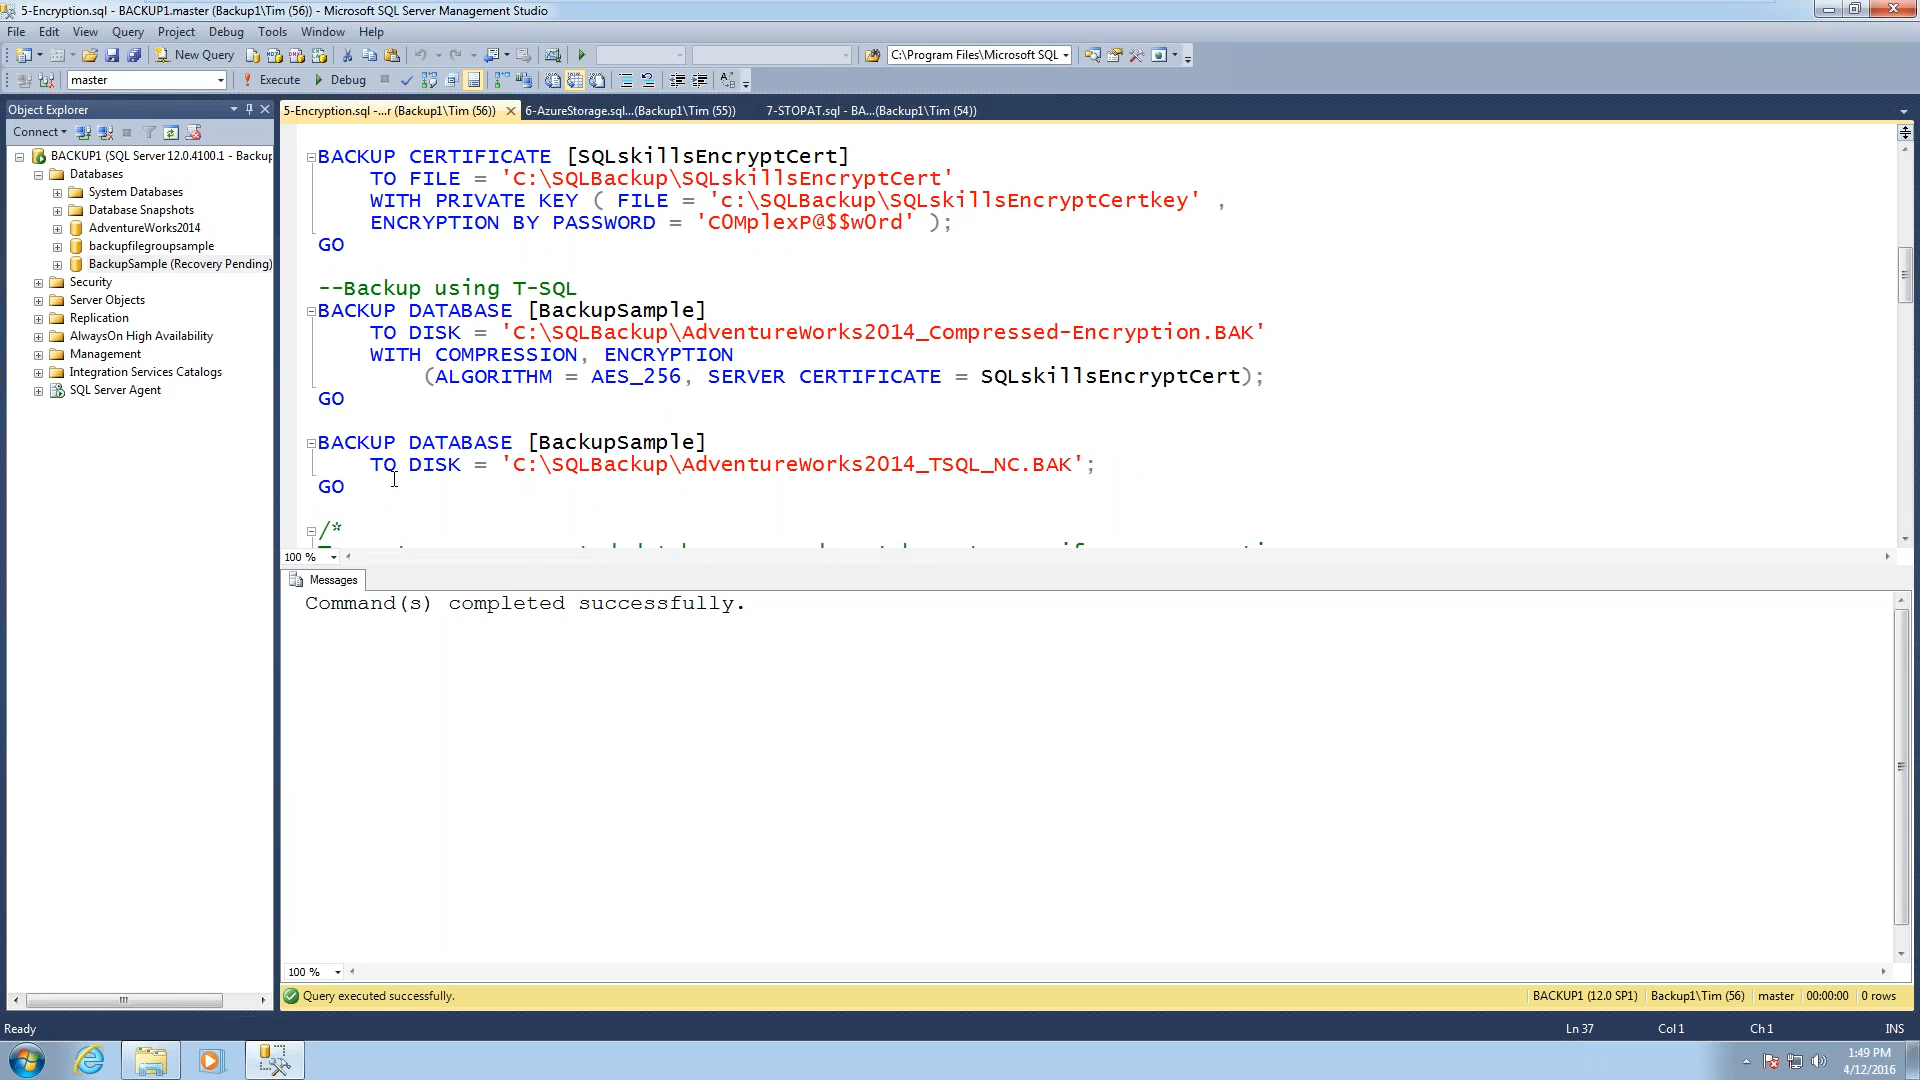 5-Encryption.sql - BACKUP1.master (Backup1\Tim (56)) - Microsoft SQL Server Management Studio
File Edit View Query Project Debug Tools Window Help
New Query
C:\Program Files\Microsoft SQL
master
Execute
Debug
Object Explorer
5-Encryption.sql -...r (Backup1\Tim (56))
6-AzureStorage.sql...(Backup1\Tim (55))
7-STOPAT.sql - BA...(Backup1\Tim (54))
Connect
BACKUP1 (SQL Server 12.0.4100.1 - Backup
Databases
System Databases
Database Snapshots
AdventureWorks2014
backupfilegroupsample
BackupSample (Recovery Pending)
Security
Server Objects
Replication
AlwaysOn High Availability
Management
Integration Services Catalogs
SQL Server Agent
BACKUP CERTIFICATE [SQLskillsEncryptCert]
TO FILE = 'C:\SQLBackup\SQLskillsEncryptCert'
WITH PRIVATE KEY ( FILE = 'c:\SQLBackup\SQLskillsEncryptCertkey' ,
ENCRYPTION BY PASSWORD = 'C0MplexP@$$w0rd' );
GO
--Backup using T-SQL
BACKUP DATABASE [BackupSample]
TO DISK = 'C:\SQLBackup\AdventureWorks2014_Compressed-Encryption.BAK'
WITH COMPRESSION, ENCRYPTION
(ALGORITHM = AES_256, SERVER CERTIFICATE = SQLskillsEncryptCert);
GO
BACKUP DATABASE [BackupSample]
TO DISK = 'C:\SQLBackup\AdventureWorks2014_TSQL_NC.BAK';
GO
/*
100 %
Messages
Command(s) completed successfully.
100 %
Query executed successfully.
BACKUP1 (12.0 SP1)
Backup1\Tim (56)
master
00:00:00
0 rows
Ready
Ln 37
Col 1
Ch 1
INS
1:49 PM
4/12/2016